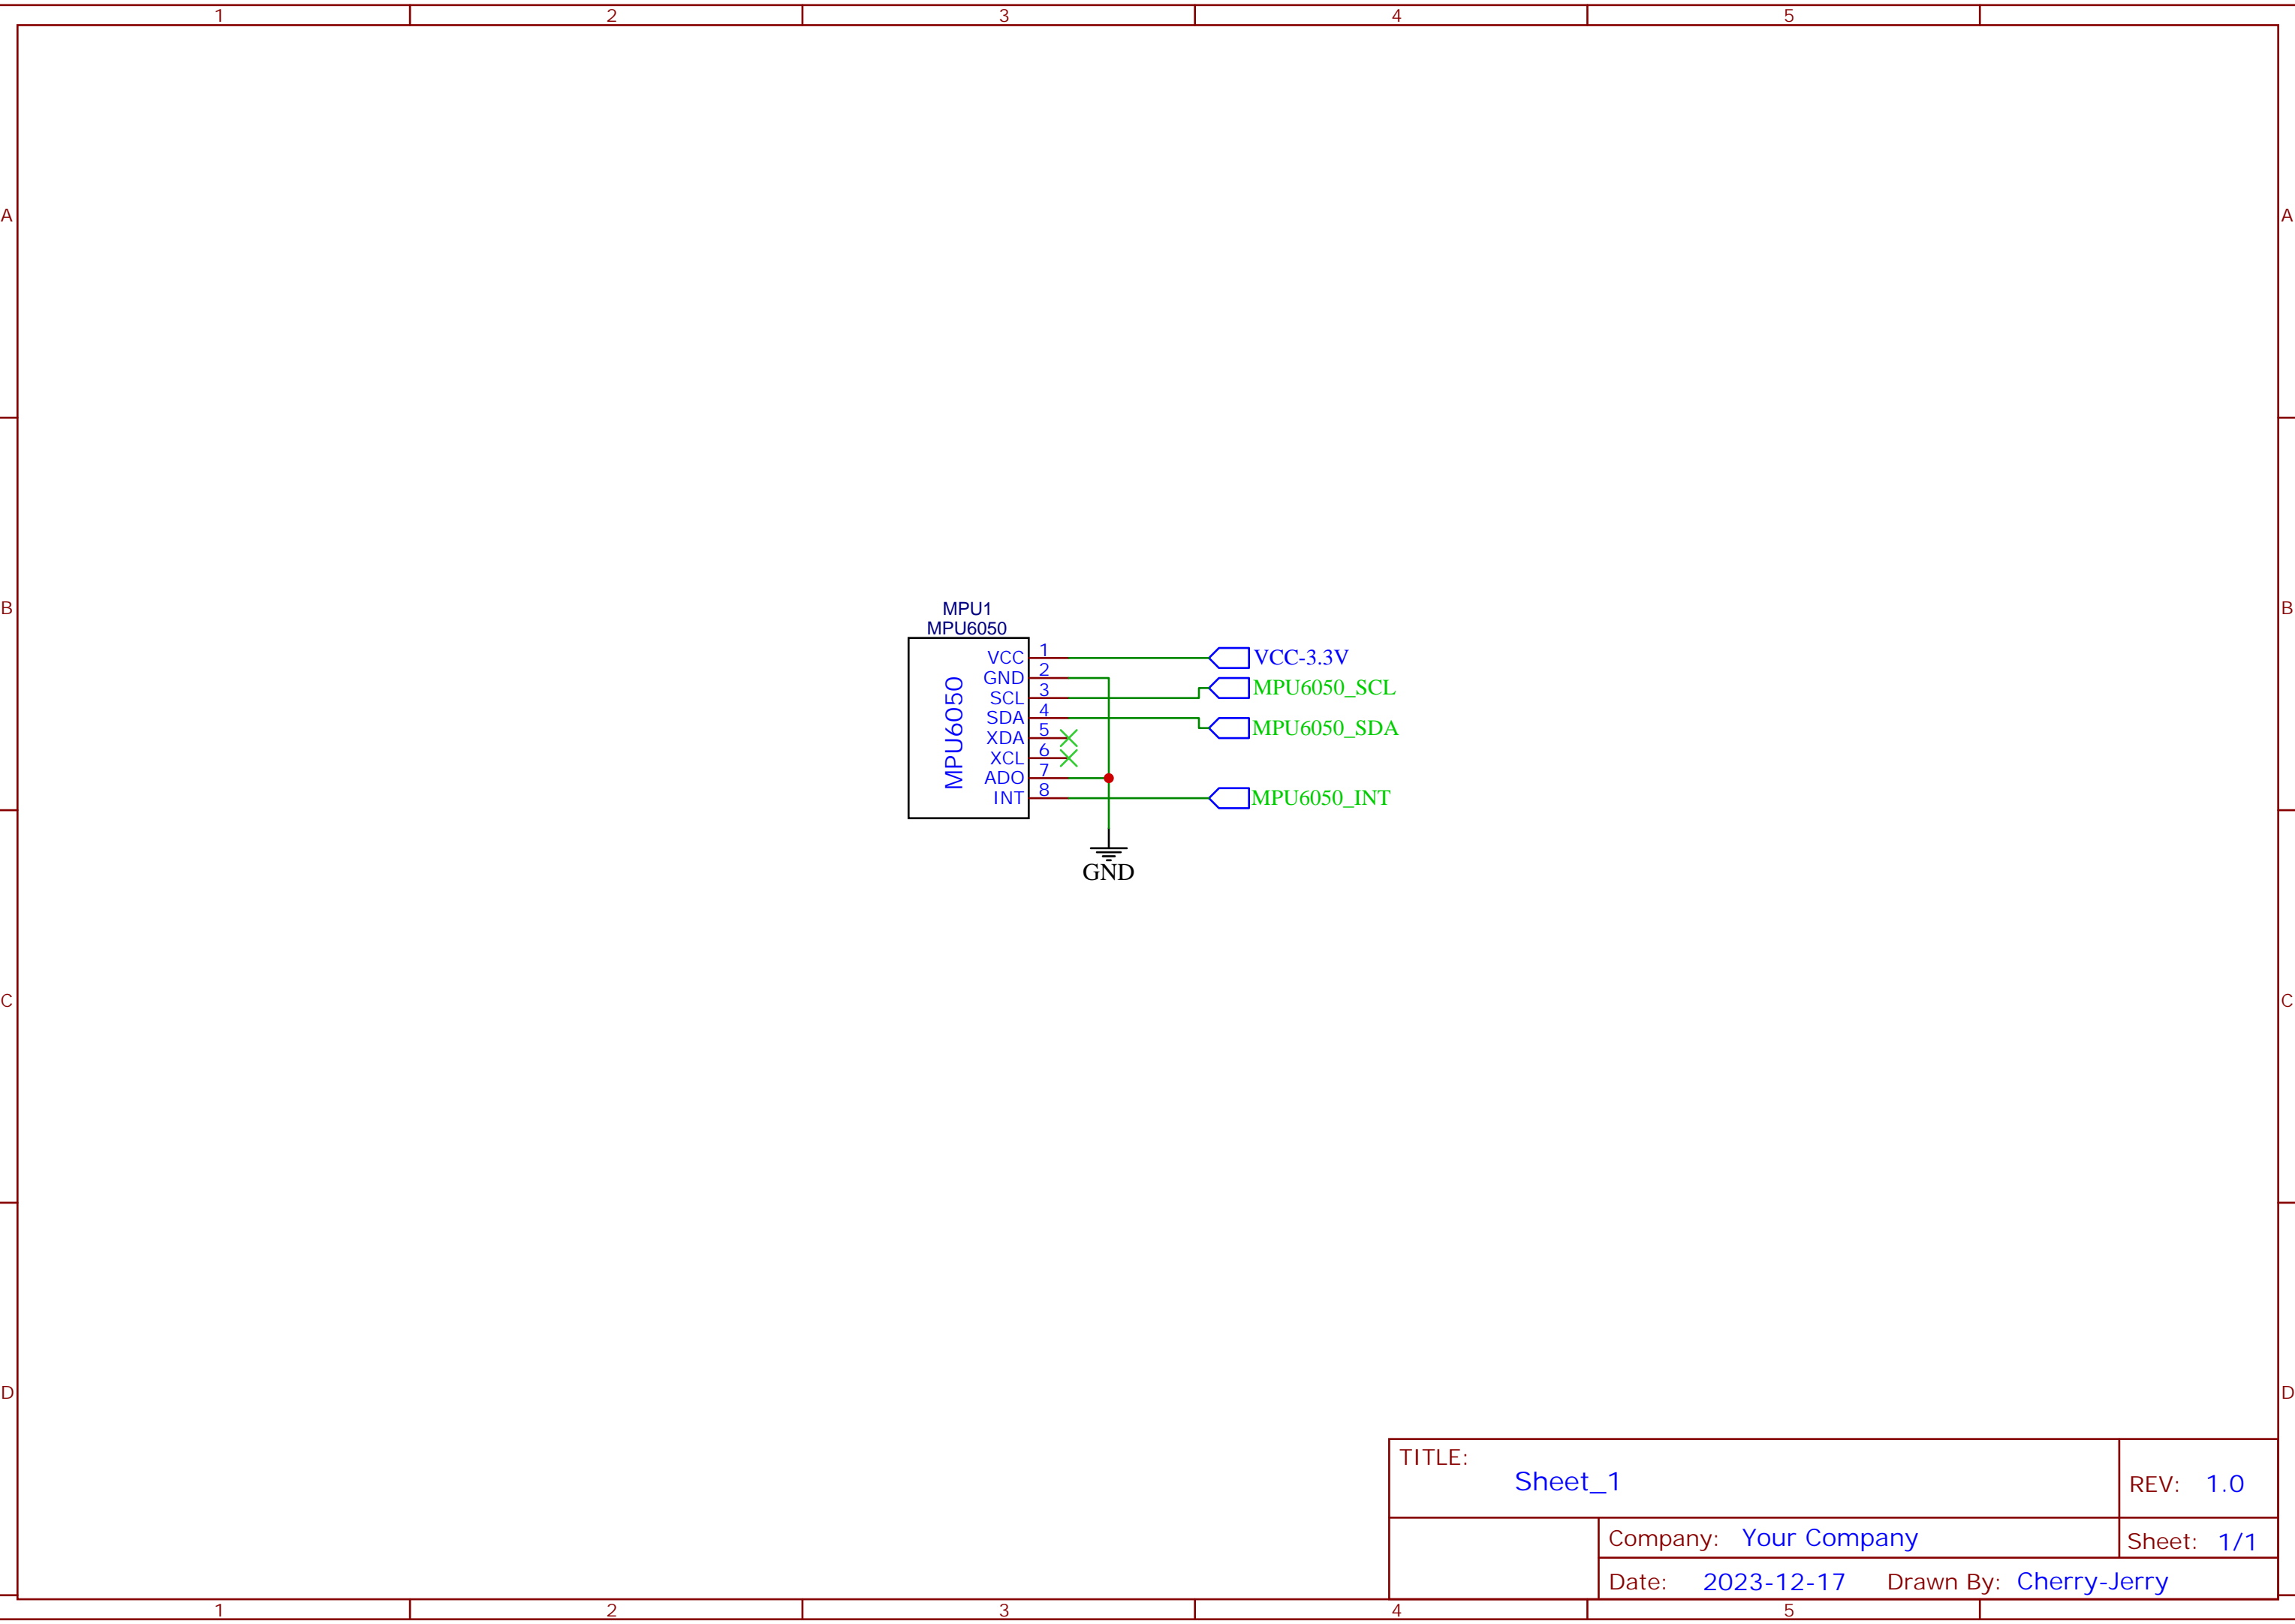 1 2 3 4 5
A A
MPU1
B B
MPU6050
MPU6050
VCC 1 VCC-3.3V
GND 2
SCL 3 MPU6050_SCL
SDA 4 MPU6050_SDA
XDA 5
XCL 6
ADO 7
INT 8 MPU6050_INT
GND
C C
D D
TITLE:
Sheet_1
REV: 1.0
Company: Your Company
Sheet: 1/1
Date: 2023-12-17 Drawn By: Cherry-Jerry
1 2 3 4 5